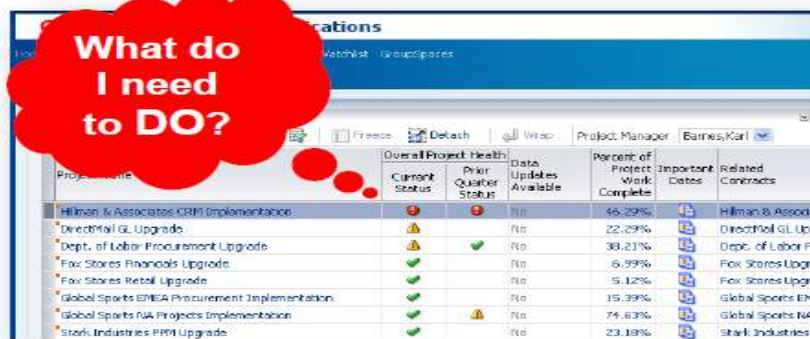 cations
What do
I need
to DO?
Watchlist GroupSpaces
Freeze Detach Wrap Project Manager Barnes,Karl
Overall Project Health
Current Status
Prior Quarter Status
Data Updates Available
Percent of Project Work Complete
Important Dates
Related Contracts
Hillman & Associates CRM Implementation No 46.29% Hillman & Associ
DirectMail GL Upgrade No 22.29% DirectMail GL Up
Dept. of Labor Procurement Upgrade No 38.21% Dept. of Labor P
Fox Stores Financials Upgrade No 6.99% Fox Stores Upgr
Fox Stores Retail Upgrade No 5.12% Fox Stores Upgr
Global Sports EMEA Procurement Implementation No 15.39% Global Sports EM
Global Sports NA Projects Implementation No 74.63% Global Sports NA
Stark Industries PPM Upgrade No 23.18% Stark Industries